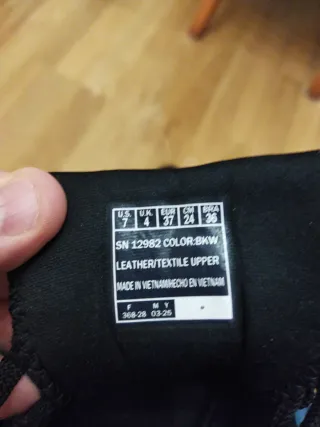 U.S. U.K. EUR CM BRA
7 4 37 24 36
SN 12982 COLOR:BKW
LEATHER/TEXTILE UPPER
MADE IN VIETNAM/HECHO EN VIETNAM
F M Y
368-28 03-25